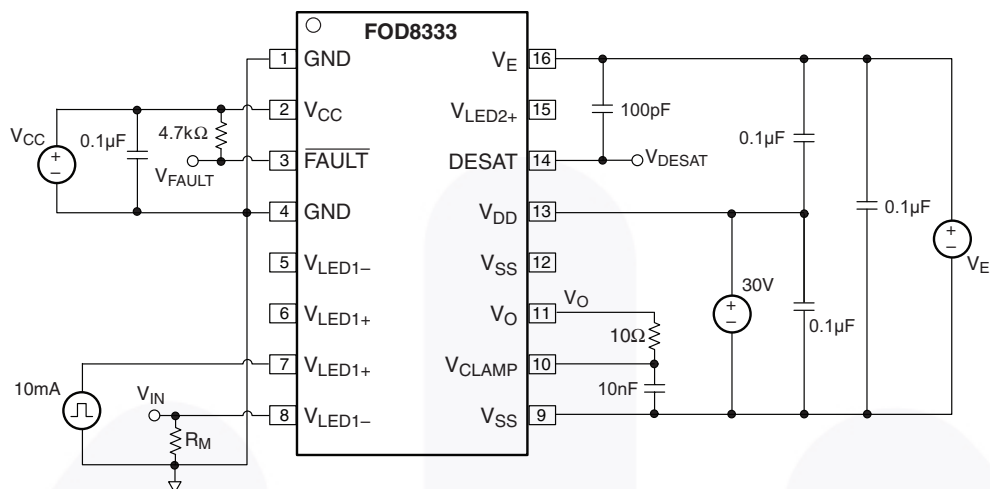 FOD8333
1 GND
2 VCC
3 FAULT
4 GND
5 VLED1–
6 VLED1+
7 VLED1+
8 VLED1–
VE 16
VLED2+ 15
DESAT 14
VDD 13
VSS 12
VO 11
VCLAMP 10
VSS 9
VCC
+
–
0.1µF
4.7kΩ
VFAULT
10mA
VIN
RM
100pF
VDESAT
0.1µF
0.1µF
+
–
VE
30V
+
–
0.1µF
VO
10Ω
10nF